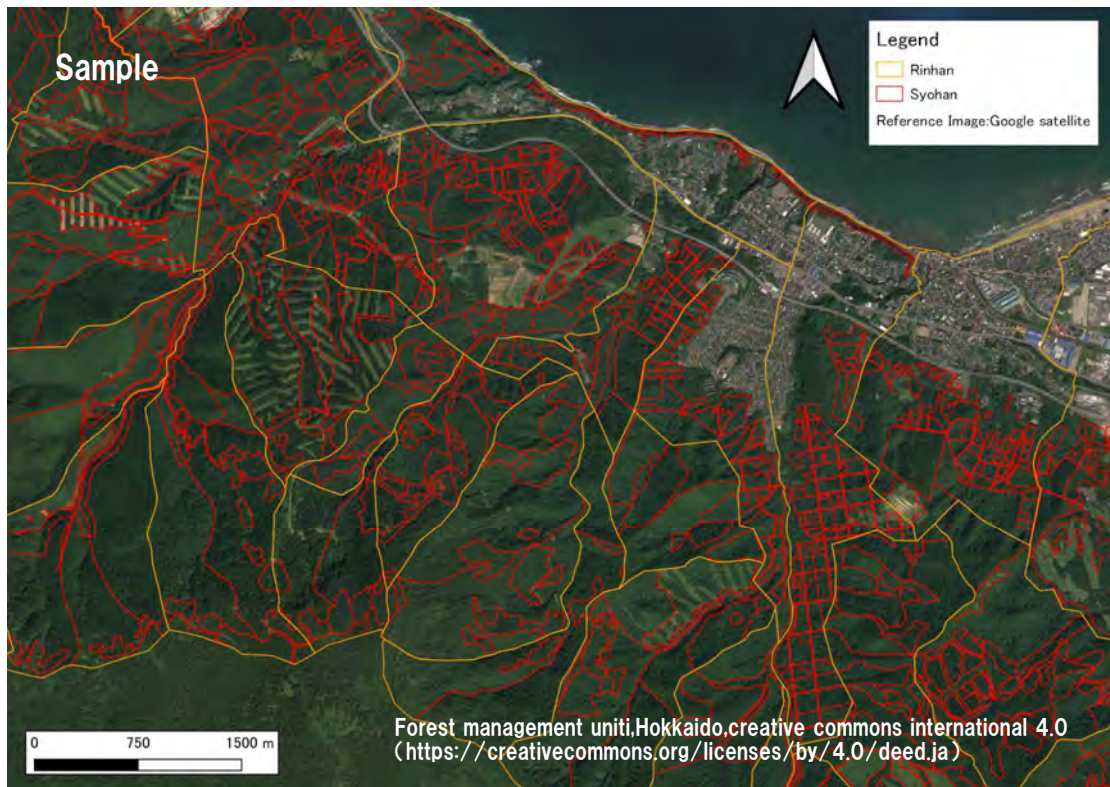 Sample
Legend
Rinhan
Syohan
Reference Image:Google satellite
0 750 1500 m
Forest management uniti,Hokkaido,creative commons international 4.0
(https://creativecommons.org/licenses/by/4.0/deed.ja)